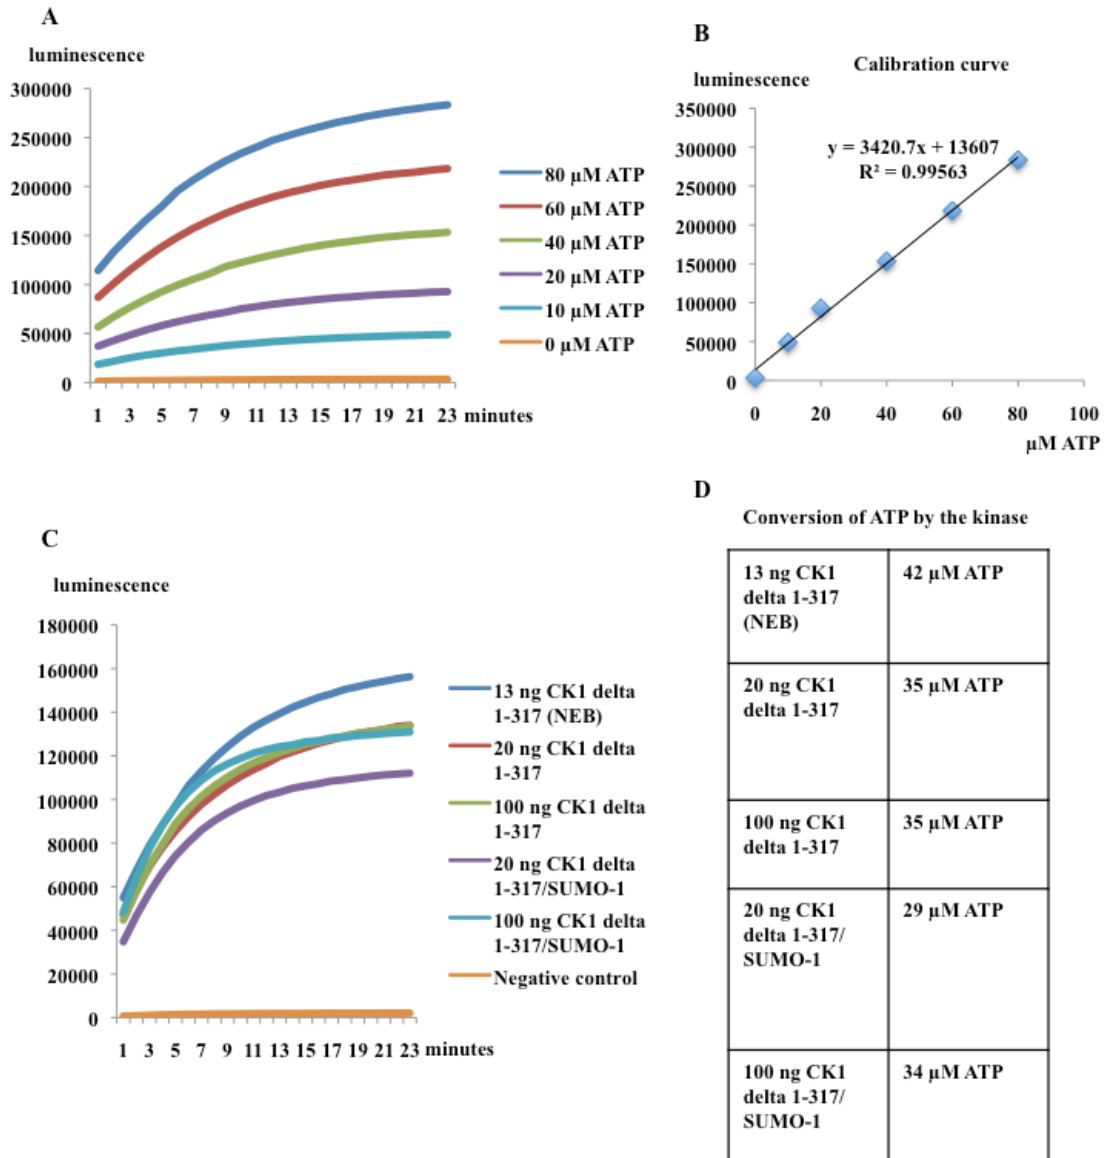 A
luminescence
300000
250000
200000
150000
100000
50000
0
1 3 5 7 9 11 13 15 17 19 21 23 minutes
80 µM ATP
60 µM ATP
40 µM ATP
20 µM ATP
10 µM ATP
0 µM ATP
B
Calibration curve
luminescence
350000
300000
250000
200000
150000
100000
50000
0
y = 3420.7x + 13607
R² = 0.99563
0 20 40 60 80 100
µM ATP
C
luminescence
180000
160000
140000
120000
100000
80000
60000
40000
20000
0
1 3 5 7 9 11 13 15 17 19 21 23 minutes
13 ng CK1 delta
1-317 (NEB)
20 ng CK1 delta
1-317
100 ng CK1 delta
1-317
20 ng CK1 delta
1-317/SUMO-1
100 ng CK1 delta
1-317/SUMO-1
Negative control
D
Conversion of ATP by the kinase
13 ng CK1 42 µM ATP
delta 1-317
(NEB)
20 ng CK1 35 µM ATP
delta 1-317
100 ng CK1 35 µM ATP
delta 1-317
20 ng CK1 29 µM ATP
delta 1-317/
SUMO-1
100 ng CK1 34 µM ATP
delta 1-317/
SUMO-1